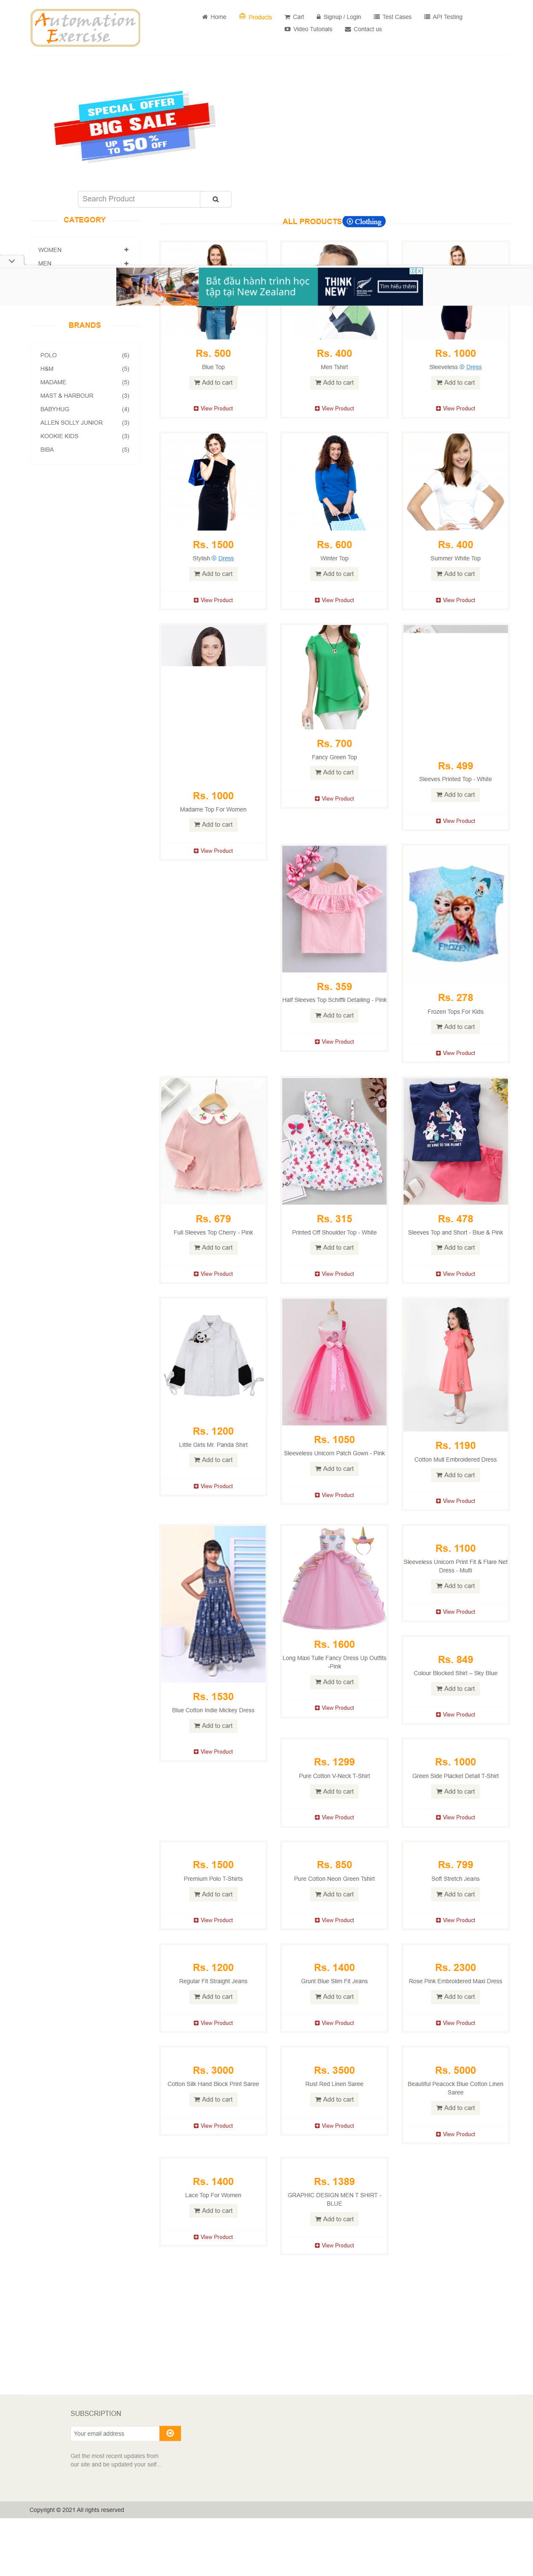 Automation
Exercise
Home
Products
Cart
Signup / Login
Test Cases
API Testing
Video Tutorials
Contact us
SPECIAL OFFER
BIG SALE
UP TO 50% OFF
Search Product
CATEGORY
WOMEN
MEN
BRANDS
POLO (6)
H&M (5)
MADAME (5)
MAST & HARBOUR (3)
BABYHUG (4)
ALLEN SOLLY JUNIOR (3)
KOOKIE KIDS (3)
BIBA (5)
ALL PRODUCTS Clothing
Bắt đầu hành trình học
tập tại New Zealand
THINK
NEW
Tìm hiểu thêm
Rs. 500
Blue Top
Add to cart
View Product
Rs. 400
Men Tshirt
Add to cart
View Product
Rs. 1000
Sleeveless Dress
Add to cart
View Product
Rs. 1500
Stylish Dress
Add to cart
View Product
Rs. 600
Winter Top
Add to cart
View Product
Rs. 400
Summer White Top
Add to cart
View Product
Rs. 1000
Madame Top For Women
Add to cart
View Product
Rs. 700
Fancy Green Top
Add to cart
View Product
Rs. 499
Sleeves Printed Top - White
Add to cart
View Product
Rs. 359
Half Sleeves Top Schiffli Detailing - Pink
Add to cart
View Product
FROZEN
Rs. 278
Frozen Tops For Kids
Add to cart
View Product
Rs. 679
Full Sleeves Top Cherry - Pink
Add to cart
View Product
Rs. 315
Printed Off Shoulder Top - White
Add to cart
View Product
Rs. 478
Sleeves Top and Short - Blue & Pink
Add to cart
View Product
Rs. 1200
Little Girls Mr. Panda Shirt
Add to cart
View Product
Rs. 1050
Sleeveless Unicorn Patch Gown - Pink
Add to cart
View Product
Rs. 1190
Cotton Mull Embroidered Dress
Add to cart
View Product
Rs. 1530
Blue Cotton Indie Mickey Dress
Add to cart
View Product
Rs. 1600
Long Maxi Tulle Fancy Dress Up Outfits
-Pink
Add to cart
View Product
Rs. 1100
Sleeveless Unicorn Print Fit & Flare Net
Dress - Multi
Add to cart
View Product
Rs. 849
Colour Blocked Shirt – Sky Blue
Add to cart
View Product
Rs. 1299
Pure Cotton V-Neck T-Shirt
Add to cart
View Product
Rs. 1000
Green Side Placket Detail T-Shirt
Add to cart
View Product
Rs. 1500
Premium Polo T-Shirts
Add to cart
View Product
Rs. 850
Pure Cotton Neon Green Tshirt
Add to cart
View Product
Rs. 799
Soft Stretch Jeans
Add to cart
View Product
Rs. 1200
Regular Fit Straight Jeans
Add to cart
View Product
Rs. 1400
Grunt Blue Slim Fit Jeans
Add to cart
View Product
Rs. 2300
Rose Pink Embroidered Maxi Dress
Add to cart
View Product
Rs. 3000
Cotton Silk Hand Block Print Saree
Add to cart
View Product
Rs. 3500
Rust Red Linen Saree
Add to cart
View Product
Rs. 5000
Beautiful Peacock Blue Cotton Linen
Saree
Add to cart
View Product
Rs. 1400
Lace Top For Women
Add to cart
View Product
Rs. 1389
GRAPHIC DESIGN MEN T SHIRT -
BLUE
Add to cart
View Product
SUBSCRIPTION
Your email address
Get the most recent updates from
our site and be updated your self...
Copyright © 2021 All rights reserved